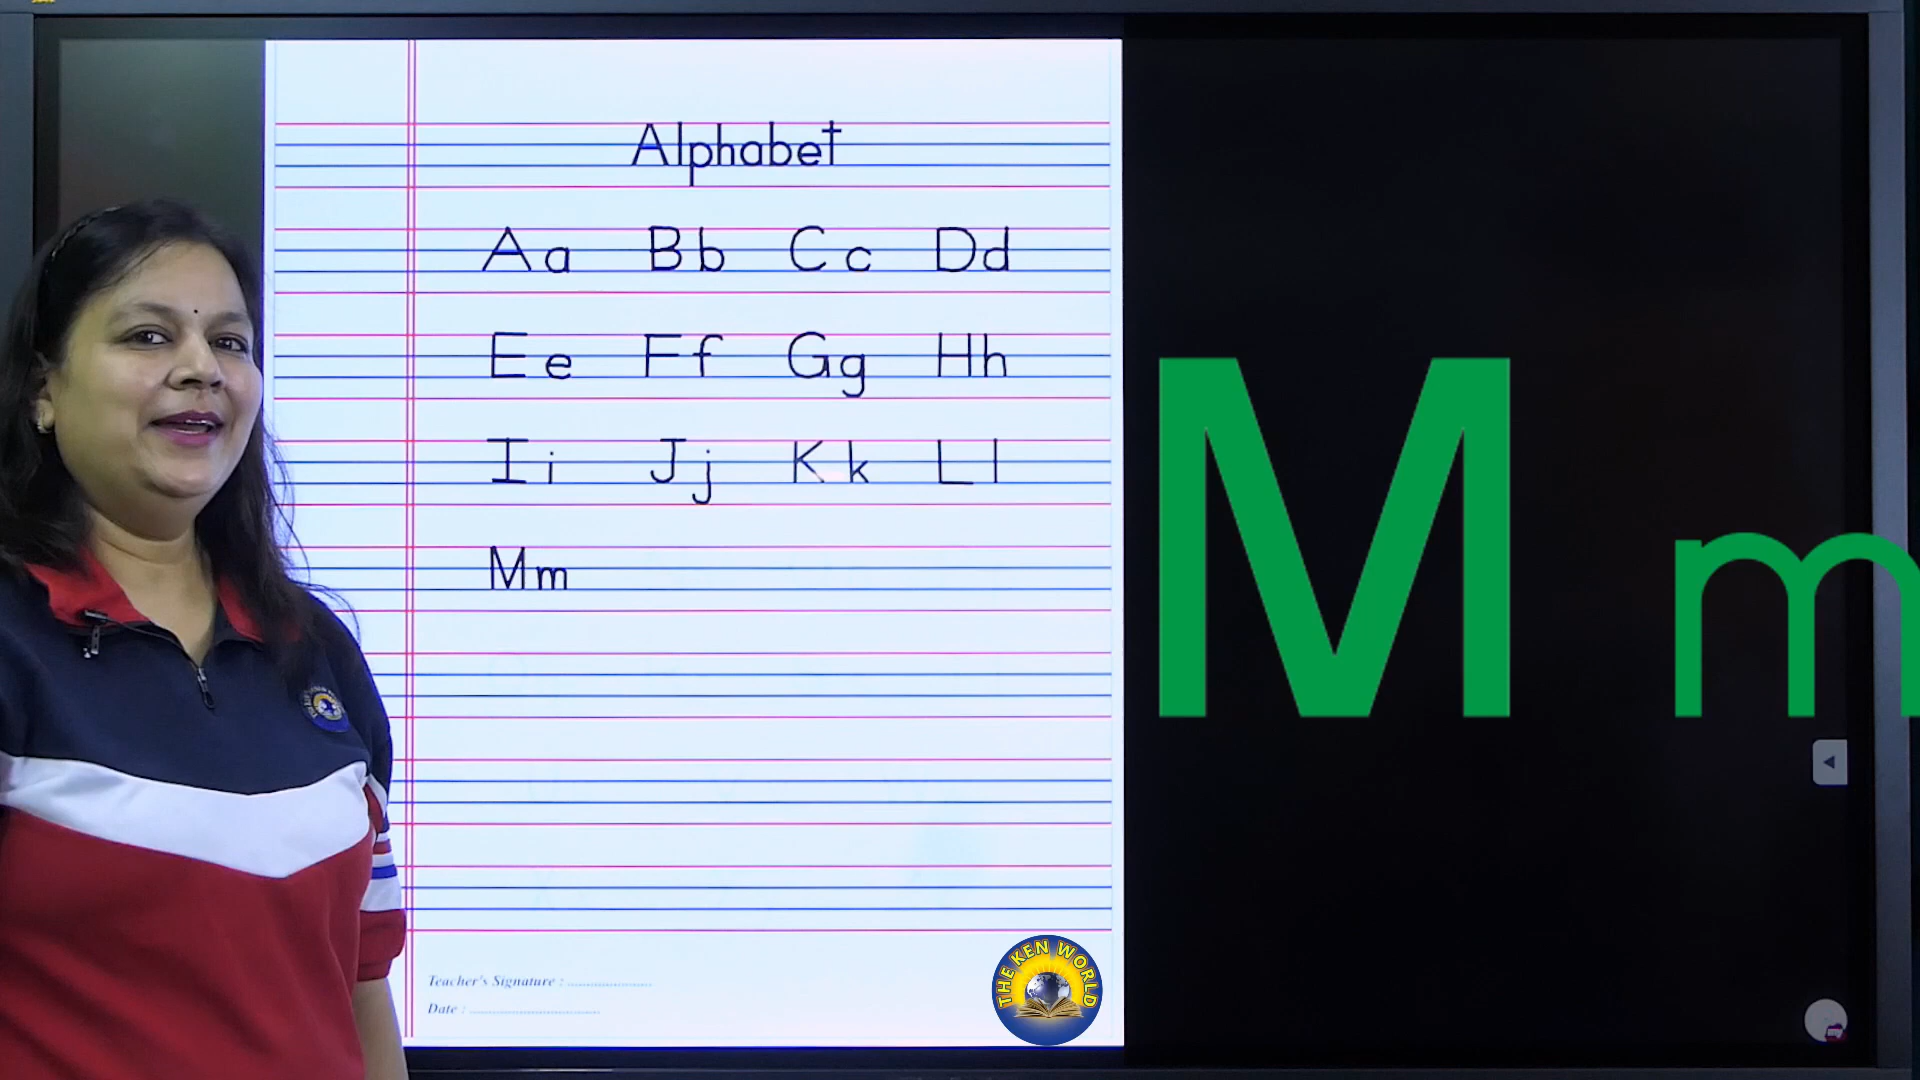 Alphabet
Aa Bb Cc Dd
Ee Ff Gg Hh
Ii Jj Kk Ll
Mm
M m
Teacher's Signature : ........................
Date : ......................................
THE KEN WORLD